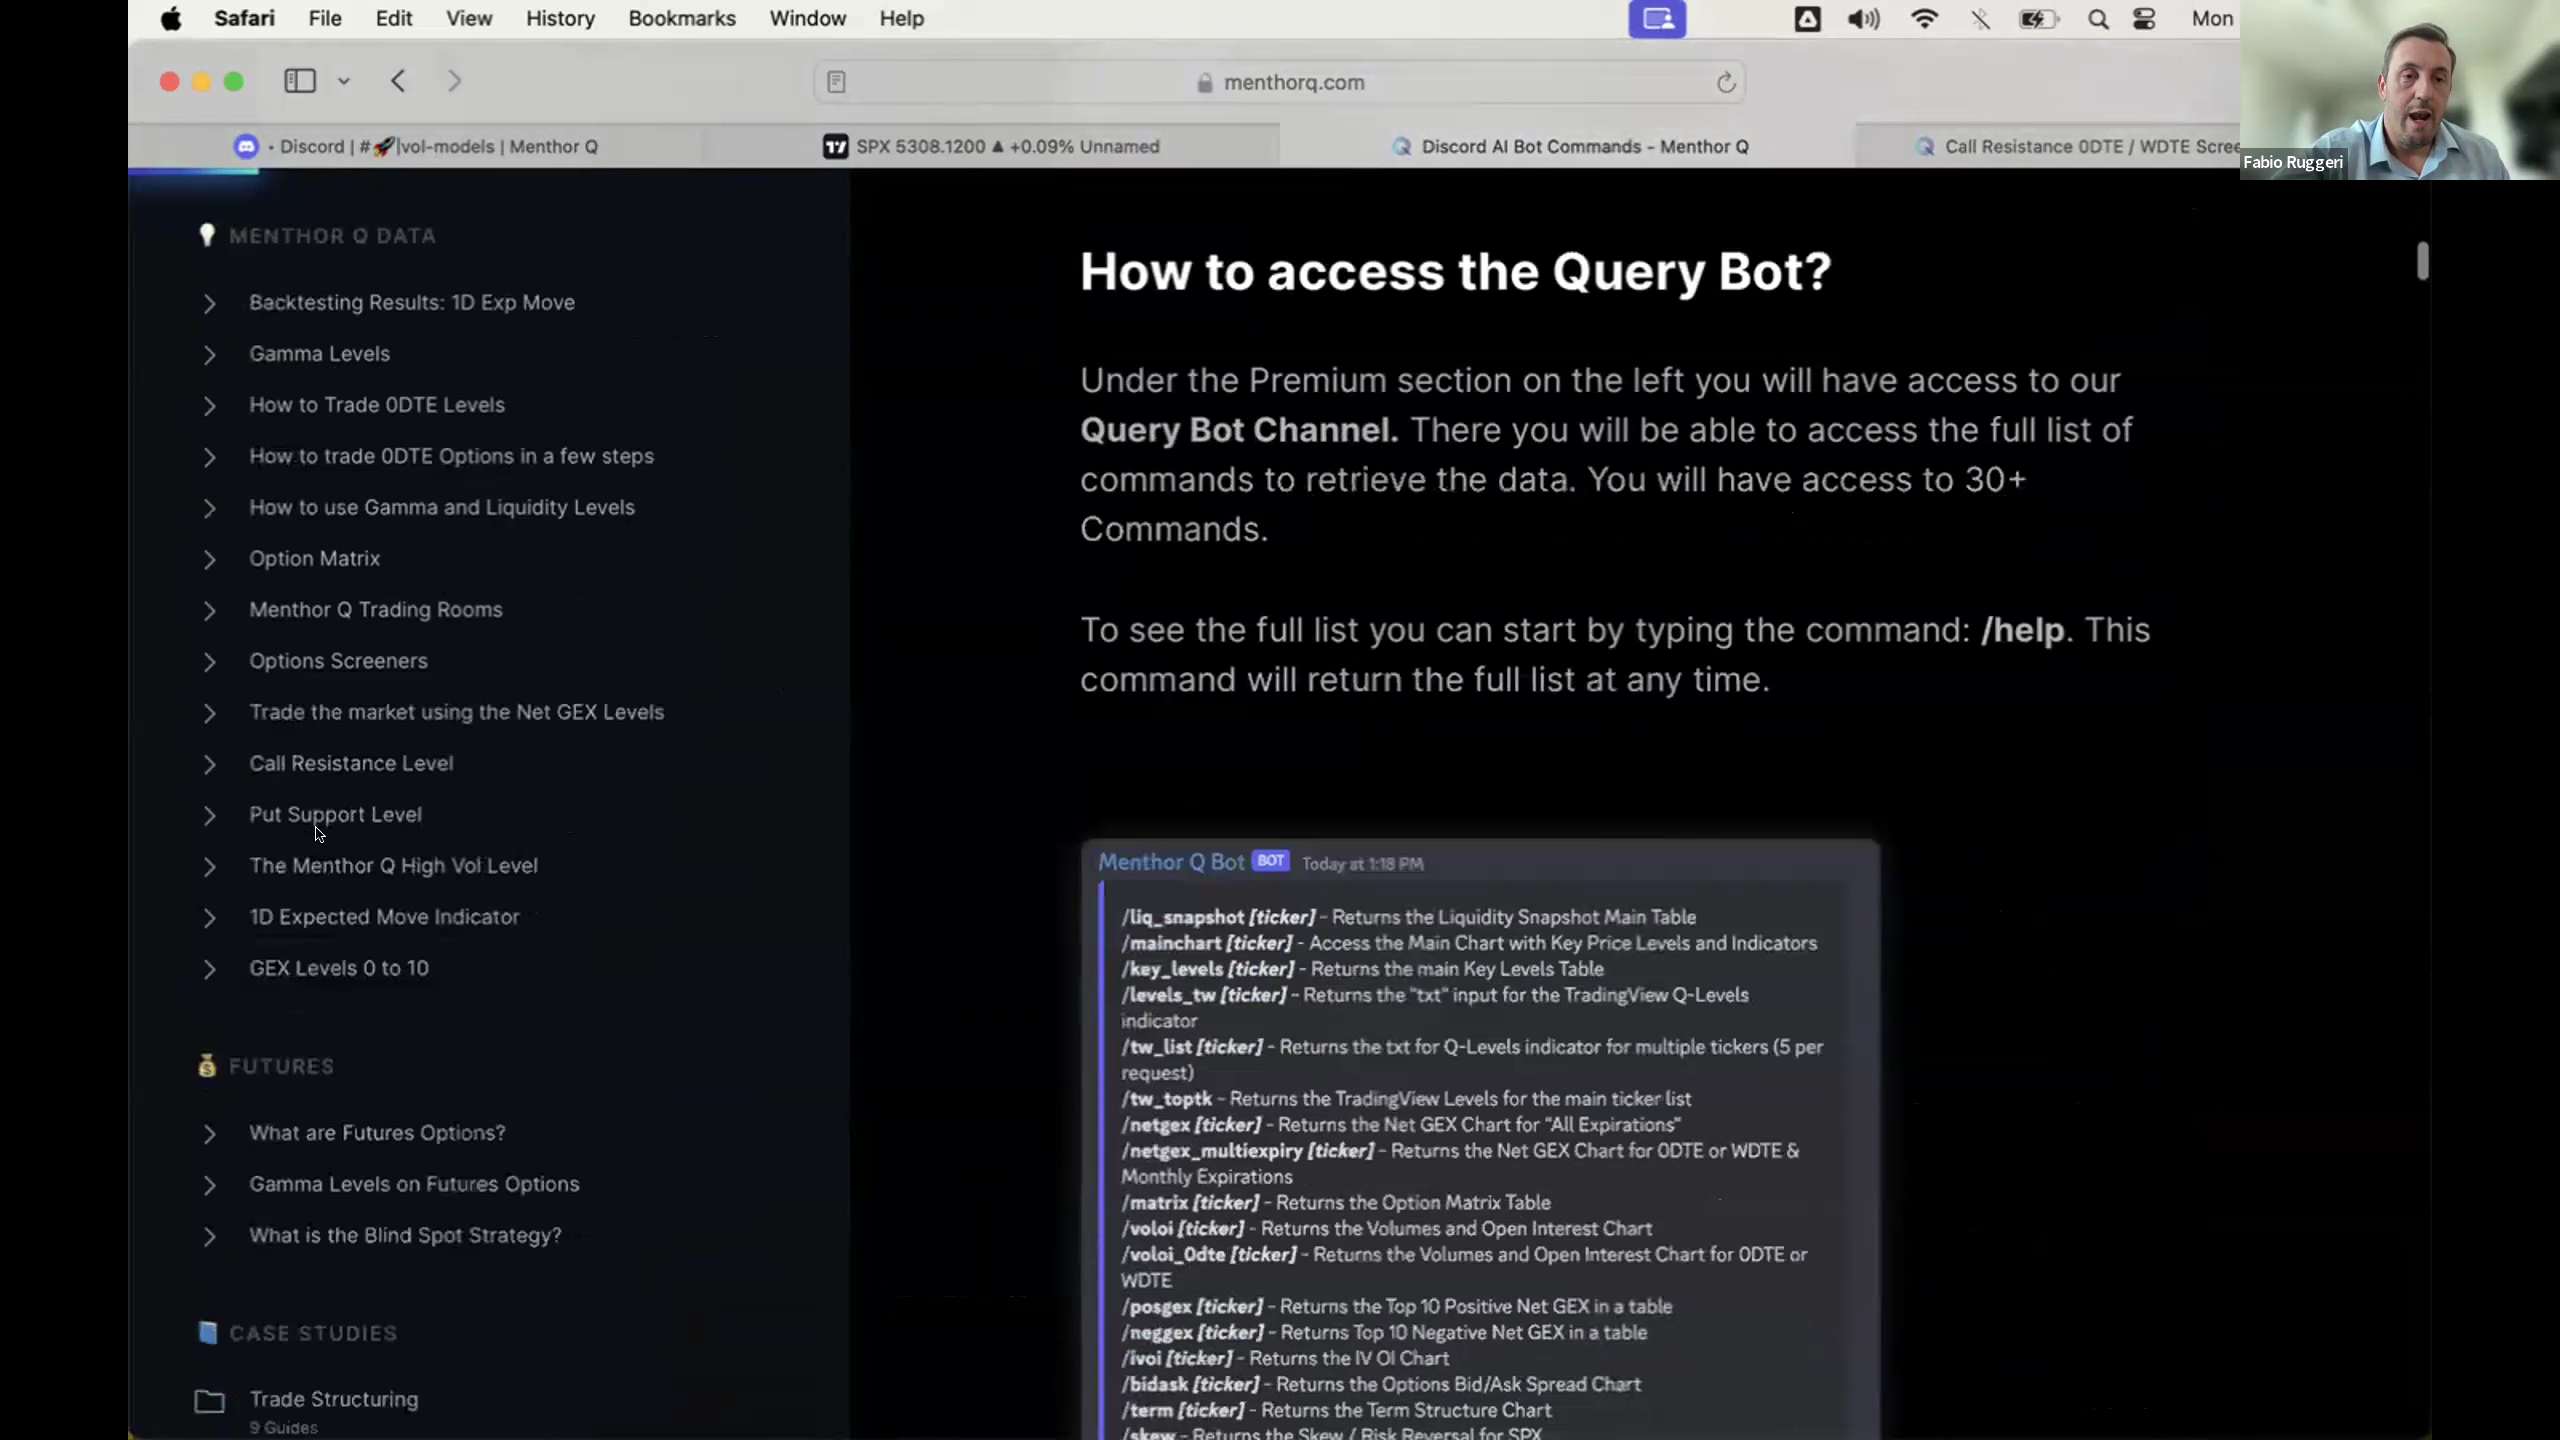 Safari File Edit View History Bookmarks Window Help Mon
menthorq.com
• Discord | #🚀|vol-models | Menthor Q
SPX 5308.1200 ▲ +0.09% Unnamed
Discord AI Bot Commands - Menthor Q
Call Resistance 0DTE / WDTE Scree
Fabio Ruggeri
MENTHOR Q DATA
Backtesting Results: 1D Exp Move
Gamma Levels
How to Trade 0DTE Levels
How to trade 0DTE Options in a few steps
How to use Gamma and Liquidity Levels
Option Matrix
Menthor Q Trading Rooms
Options Screeners
Trade the market using the Net GEX Levels
Call Resistance Level
Put Support Level
The Menthor Q High Vol Level
1D Expected Move Indicator
GEX Levels 0 to 10
FUTURES
What are Futures Options?
Gamma Levels on Futures Options
What is the Blind Spot Strategy?
CASE STUDIES
Trade Structuring
9 Guides
How to access the Query Bot?
Under the Premium section on the left you will have access to our
Query Bot Channel. There you will be able to access the full list of
commands to retrieve the data. You will have access to 30+
Commands.
To see the full list you can start by typing the command: /help. This
command will return the full list at any time.
Menthor Q Bot BOT Today at 1:18 PM
/liq_snapshot [ticker] - Returns the Liquidity Snapshot Main Table
/mainchart [ticker] - Access the Main Chart with Key Price Levels and Indicators
/key_levels [ticker] - Returns the main Key Levels Table
/levels_tw [ticker] - Returns the "txt" input for the TradingView Q-Levels
indicator
/tw_list [ticker] - Returns the txt for Q-Levels indicator for multiple tickers (5 per
request)
/tw_toptk - Returns the TradingView Levels for the main ticker list
/netgex [ticker] - Returns the Net GEX Chart for "All Expirations"
/netgex_multiexpiry [ticker] - Returns the Net GEX Chart for 0DTE or WDTE &
Monthly Expirations
/matrix [ticker] - Returns the Option Matrix Table
/voloi [ticker] - Returns the Volumes and Open Interest Chart
/voloi_0dte [ticker] - Returns the Volumes and Open Interest Chart for 0DTE or
WDTE
/posgex [ticker] - Returns the Top 10 Positive Net GEX in a table
/neggex [ticker] - Returns Top 10 Negative Net GEX in a table
/ivoi [ticker] - Returns the IV OI Chart
/bidask [ticker] - Returns the Options Bid/Ask Spread Chart
/term [ticker] - Returns the Term Structure Chart
/skew - Returns the Skew / Risk Reversal for SPX